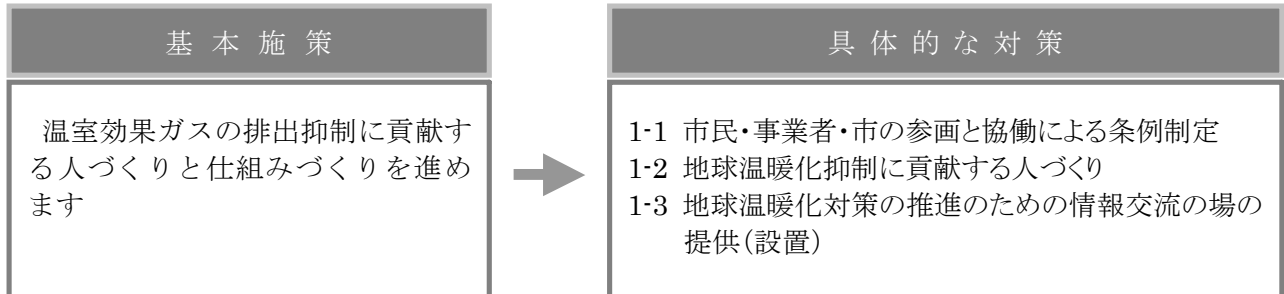 基本施策
温室効果ガスの排出抑制に貢献す
る人づくりと仕組みづくりを進め
ます
具体的な対策
1-1 市民・事業者・市の参画と協働による条例制定
1-2 地球温暖化抑制に貢献する人づくり
1-3 地球温暖化対策の推進のための情報交流の場の
提供(設置)